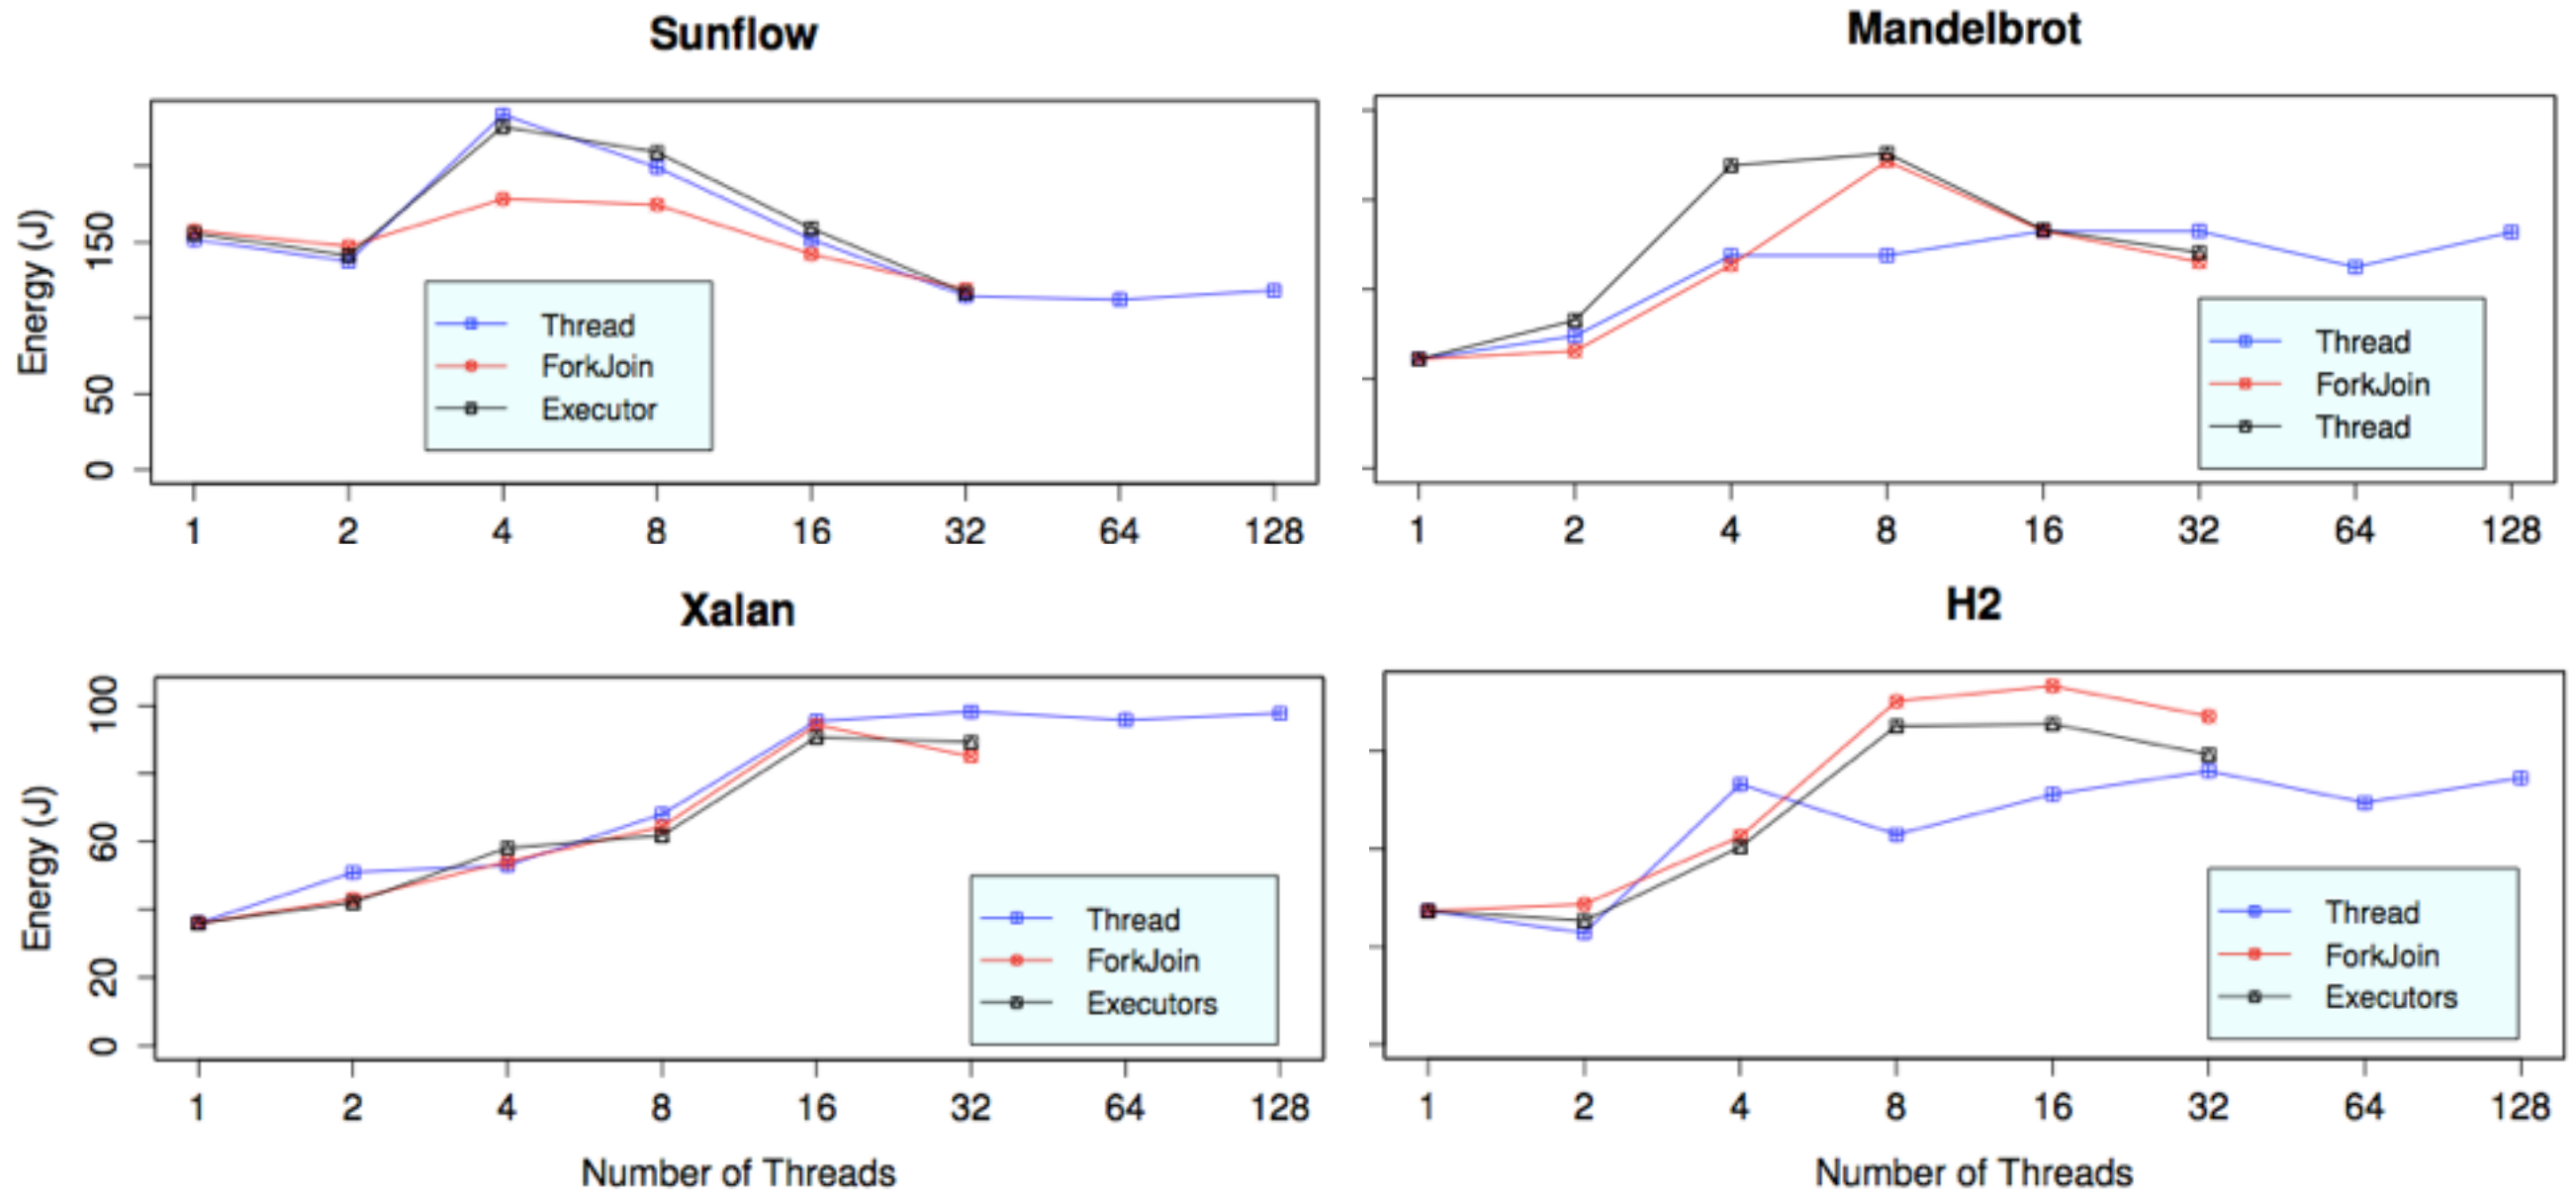 Sunflow
Energy (J)
150
50
0
Thread
ForkJoin
Executor
1 2 4 8 16 32 64 128
Mandelbrot
Thread
ForkJoin
Thread
1 2 4 8 16 32 64 128
Xalan
Energy (J)
100
60
20
0
Thread
ForkJoin
Executors
1 2 4 8 16 32 64 128
Number of Threads
H2
Thread
ForkJoin
Executors
1 2 4 8 16 32 64 128
Number of Threads